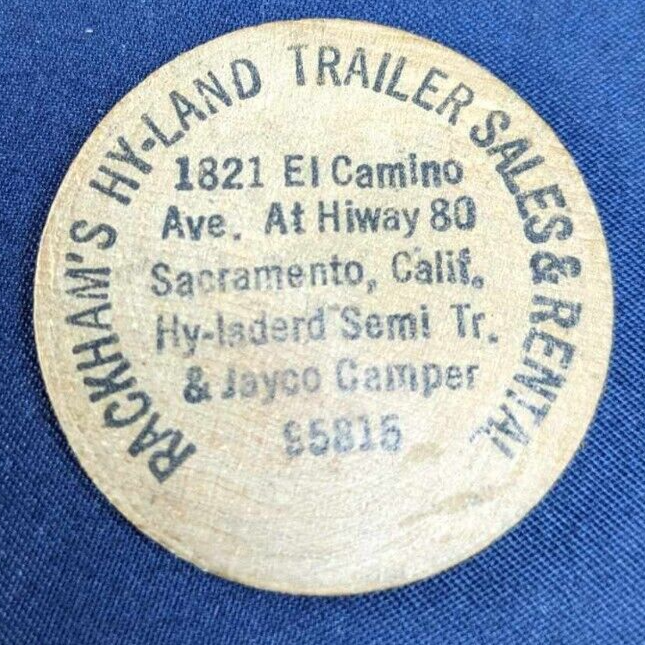 RACKHAM'S HY-LAND TRAILER SALES & RENTAL
1821 El Camino
Ave. At Hiway 80
Sacramento, Calif.
Hy-laderd Semi Tr.
& Jayco Camper
95815